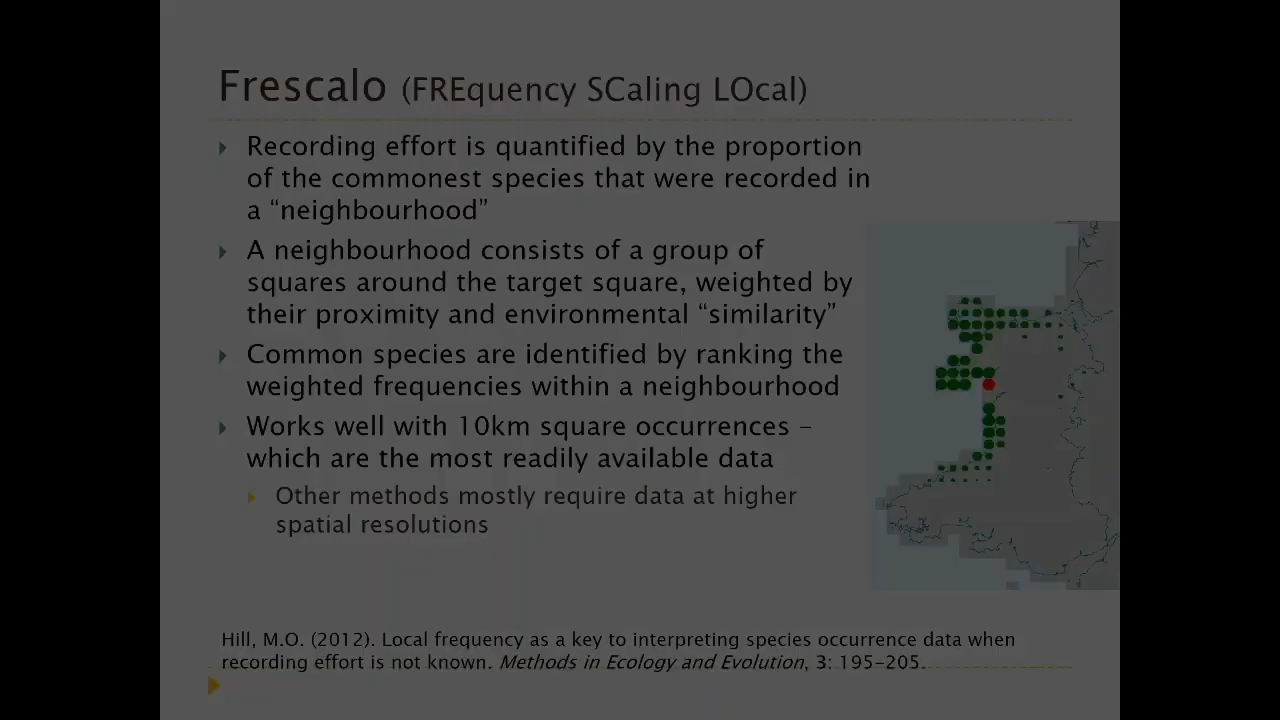 Frescalo (FREquency SCaling LOcal)
Recording effort is quantified by the proportion
of the commonest species that were recorded in
a “neighbourhood”
A neighbourhood consists of a group of
squares around the target square, weighted by
their proximity and environmental “similarity”
Common species are identified by ranking the
weighted frequencies within a neighbourhood
Works well with 10km square occurrences –
which are the most readily available data
Other methods mostly require data at higher
spatial resolutions
Hill, M.O. (2012). Local frequency as a key to interpreting species occurrence data when
recording effort is not known. Methods in Ecology and Evolution, 3: 195–205.